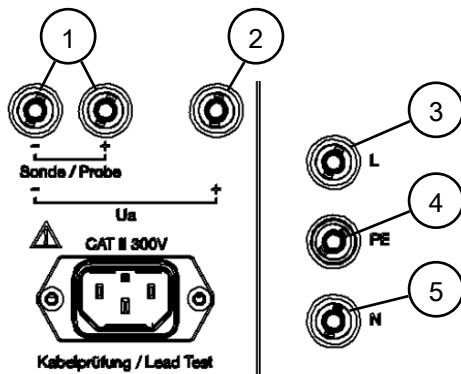 1
2
3
4
5
- +
Sonde / Probe
- +
Ua
CAT II 300V
Kabelprüfung / Lead Test
L
PE
N